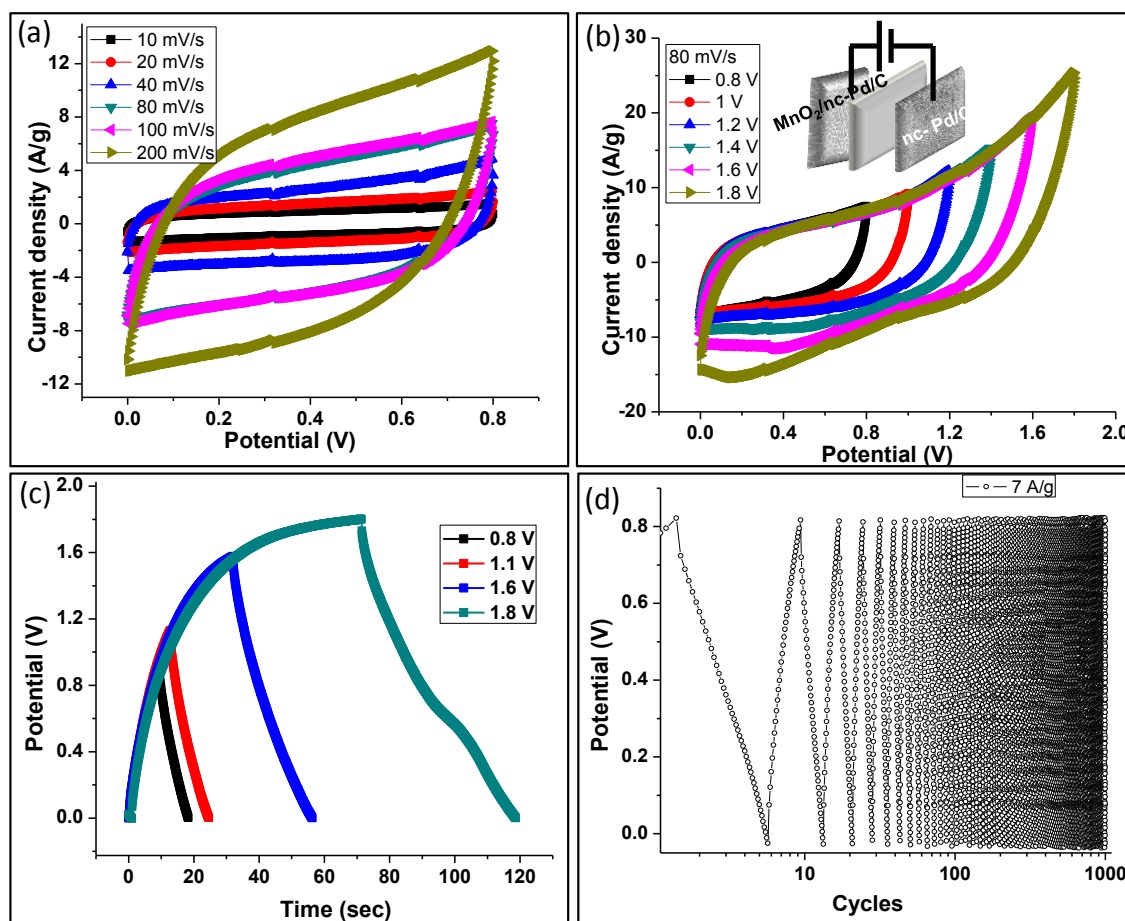 (a)
10 mV/s
20 mV/s
40 mV/s
80 mV/s
100 mV/s
200 mV/s
12
8
4
0
-4
-8
-12
Current density (A/g)
0.0 0.2 0.4 0.6 0.8
Potential (V)
(b)
80 mV/s
0.8 V
1 V
1.2 V
1.4 V
1.6 V
1.8 V
MnO₂/nc-Pd/C
nc- Pd/C
30
20
10
0
-10
-20
Current density (A/g)
0.0 0.4 0.8 1.2 1.6 2.0
Potential (V)
(c)
0.8 V
1.1 V
1.6 V
1.8 V
2.0
1.6
1.2
0.8
0.4
0.0
Potential (V)
0 20 40 60 80 100 120
Time (sec)
(d)
7 A/g
0.8
0.6
0.4
0.2
0.0
Potential (V)
10 100 1000
Cycles